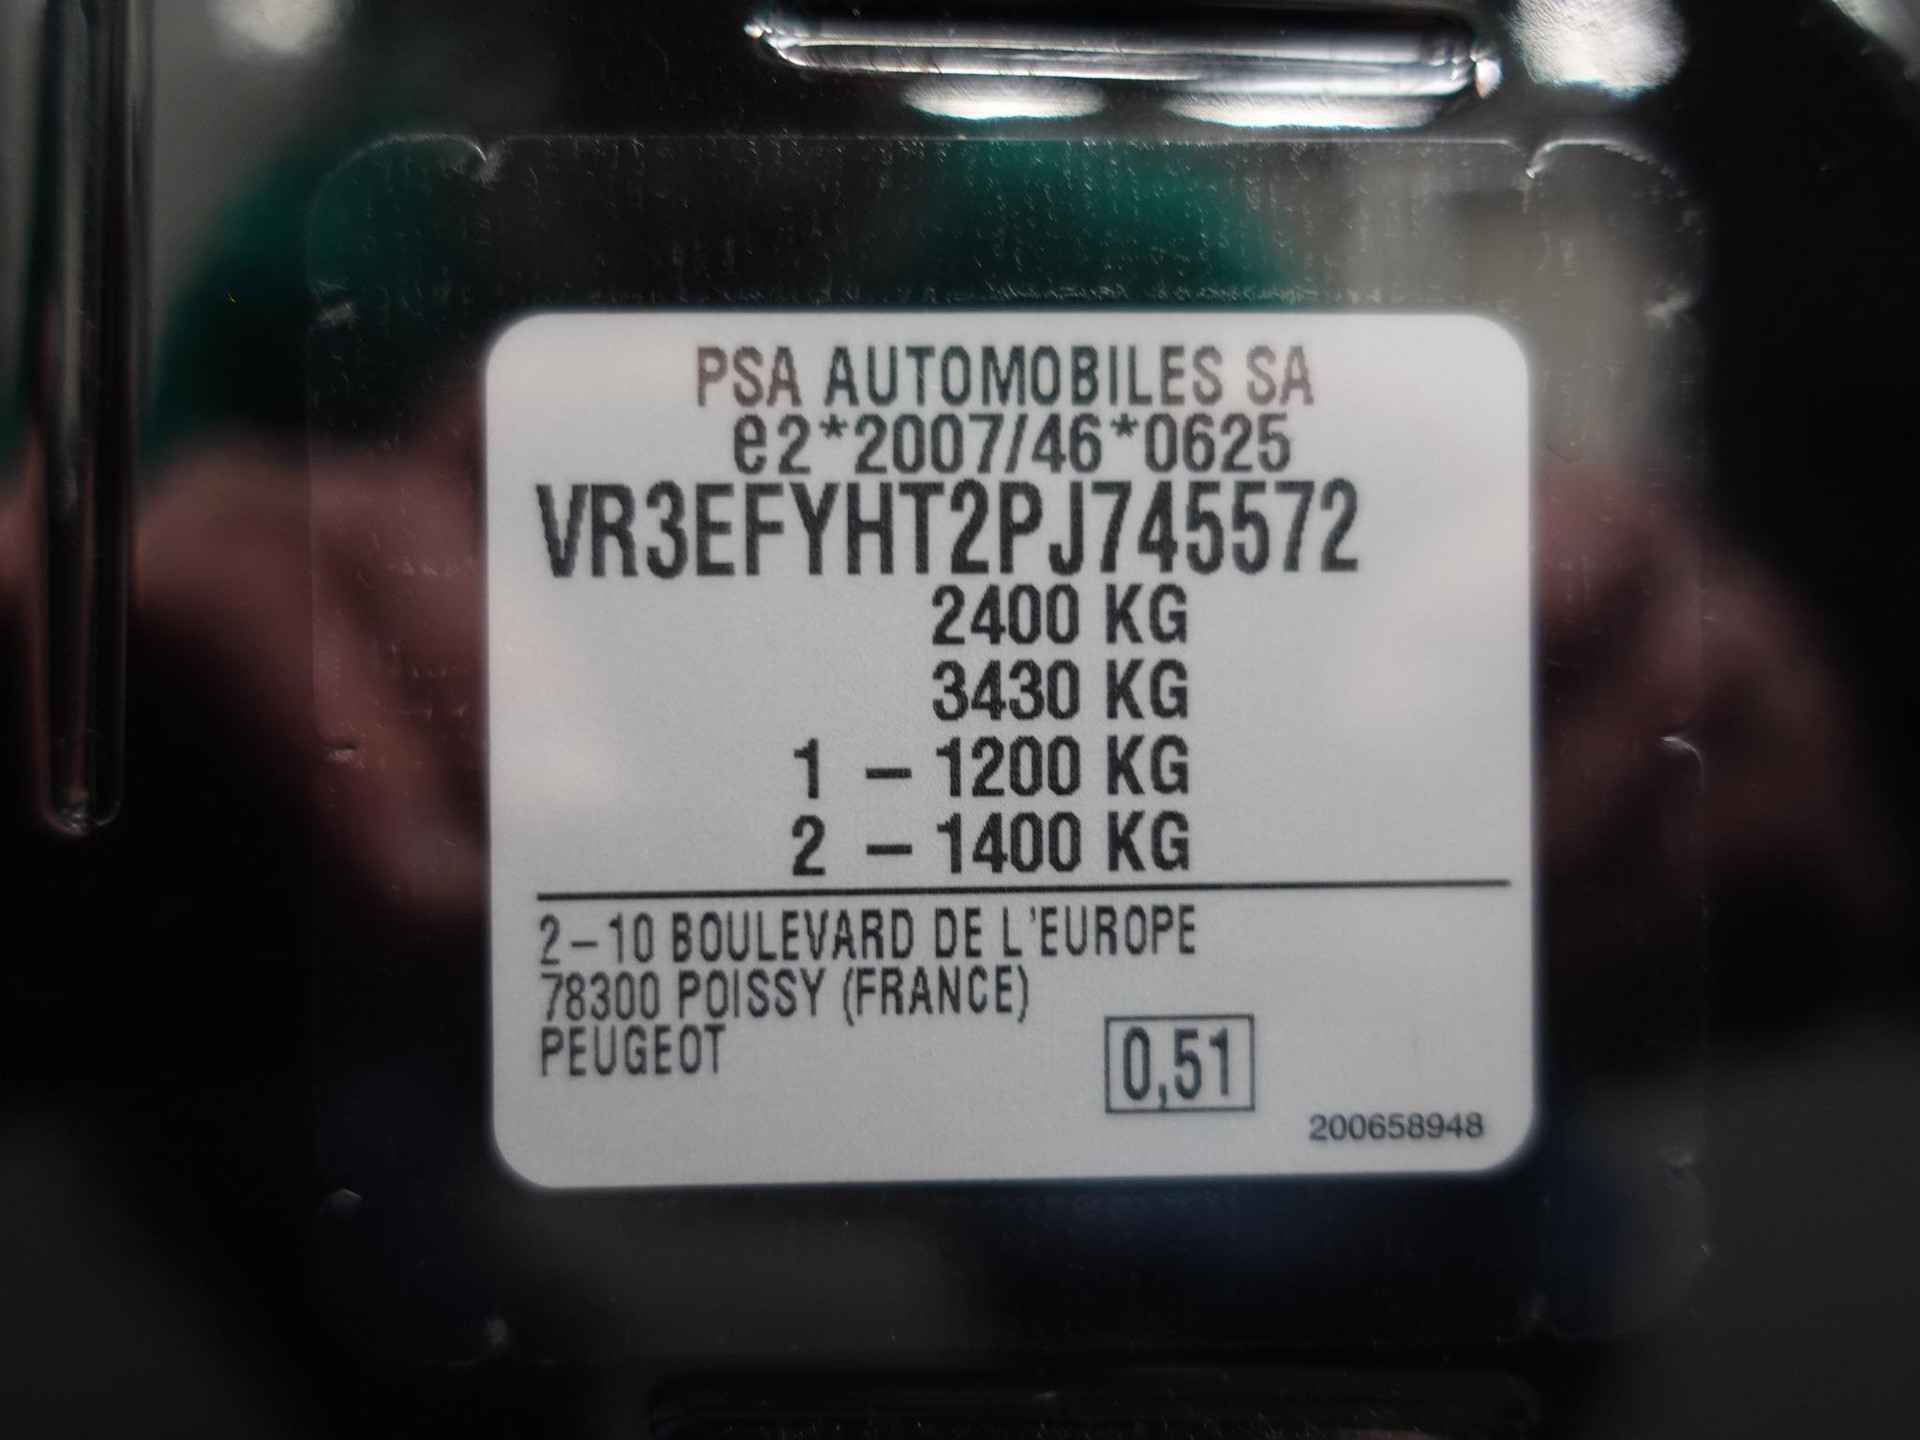 PSA AUTOMOBILES SA
e2*2007/46*0625
VR3EFYHT2PJ745572
2400 KG
3430 KG
1 – 1200 KG
2 – 1400 KG
2–10 BOULEVARD DE L'EUROPE
78300 POISSY (FRANCE)
PEUGEOT
0,51
200658948